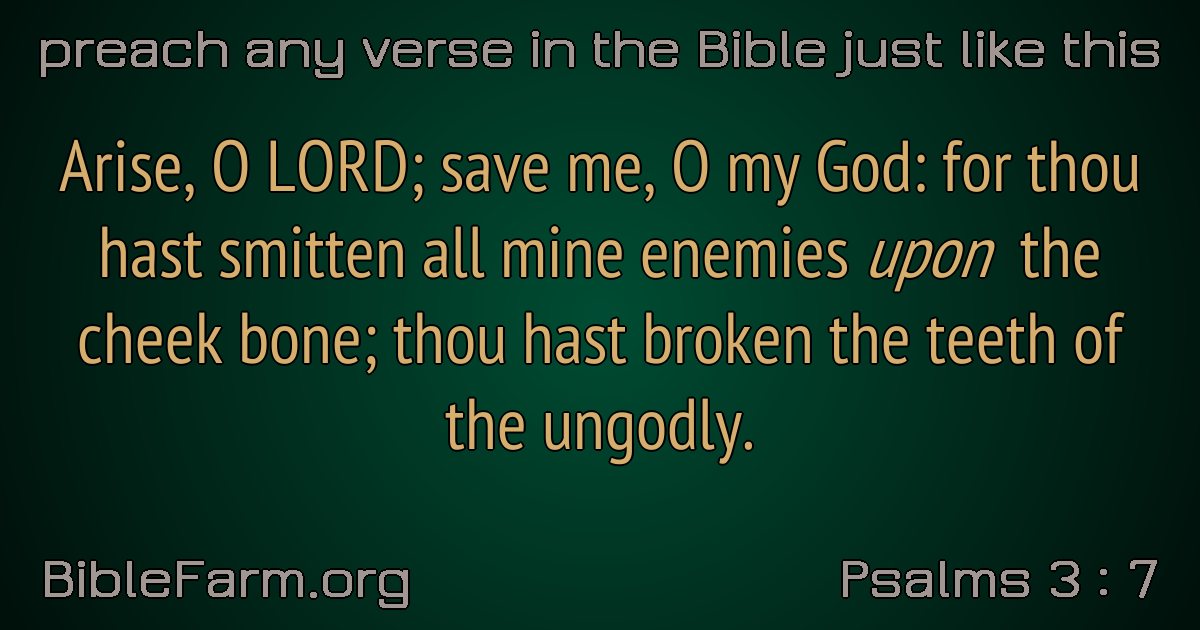 preach any verse in the Bible just like this
Arise, O LORD; save me, O my God: for thou
hast smitten all mine enemies upon the
cheek bone; thou hast broken the teeth of
the ungodly.
BibleFarm.org
Psalms 3 : 7